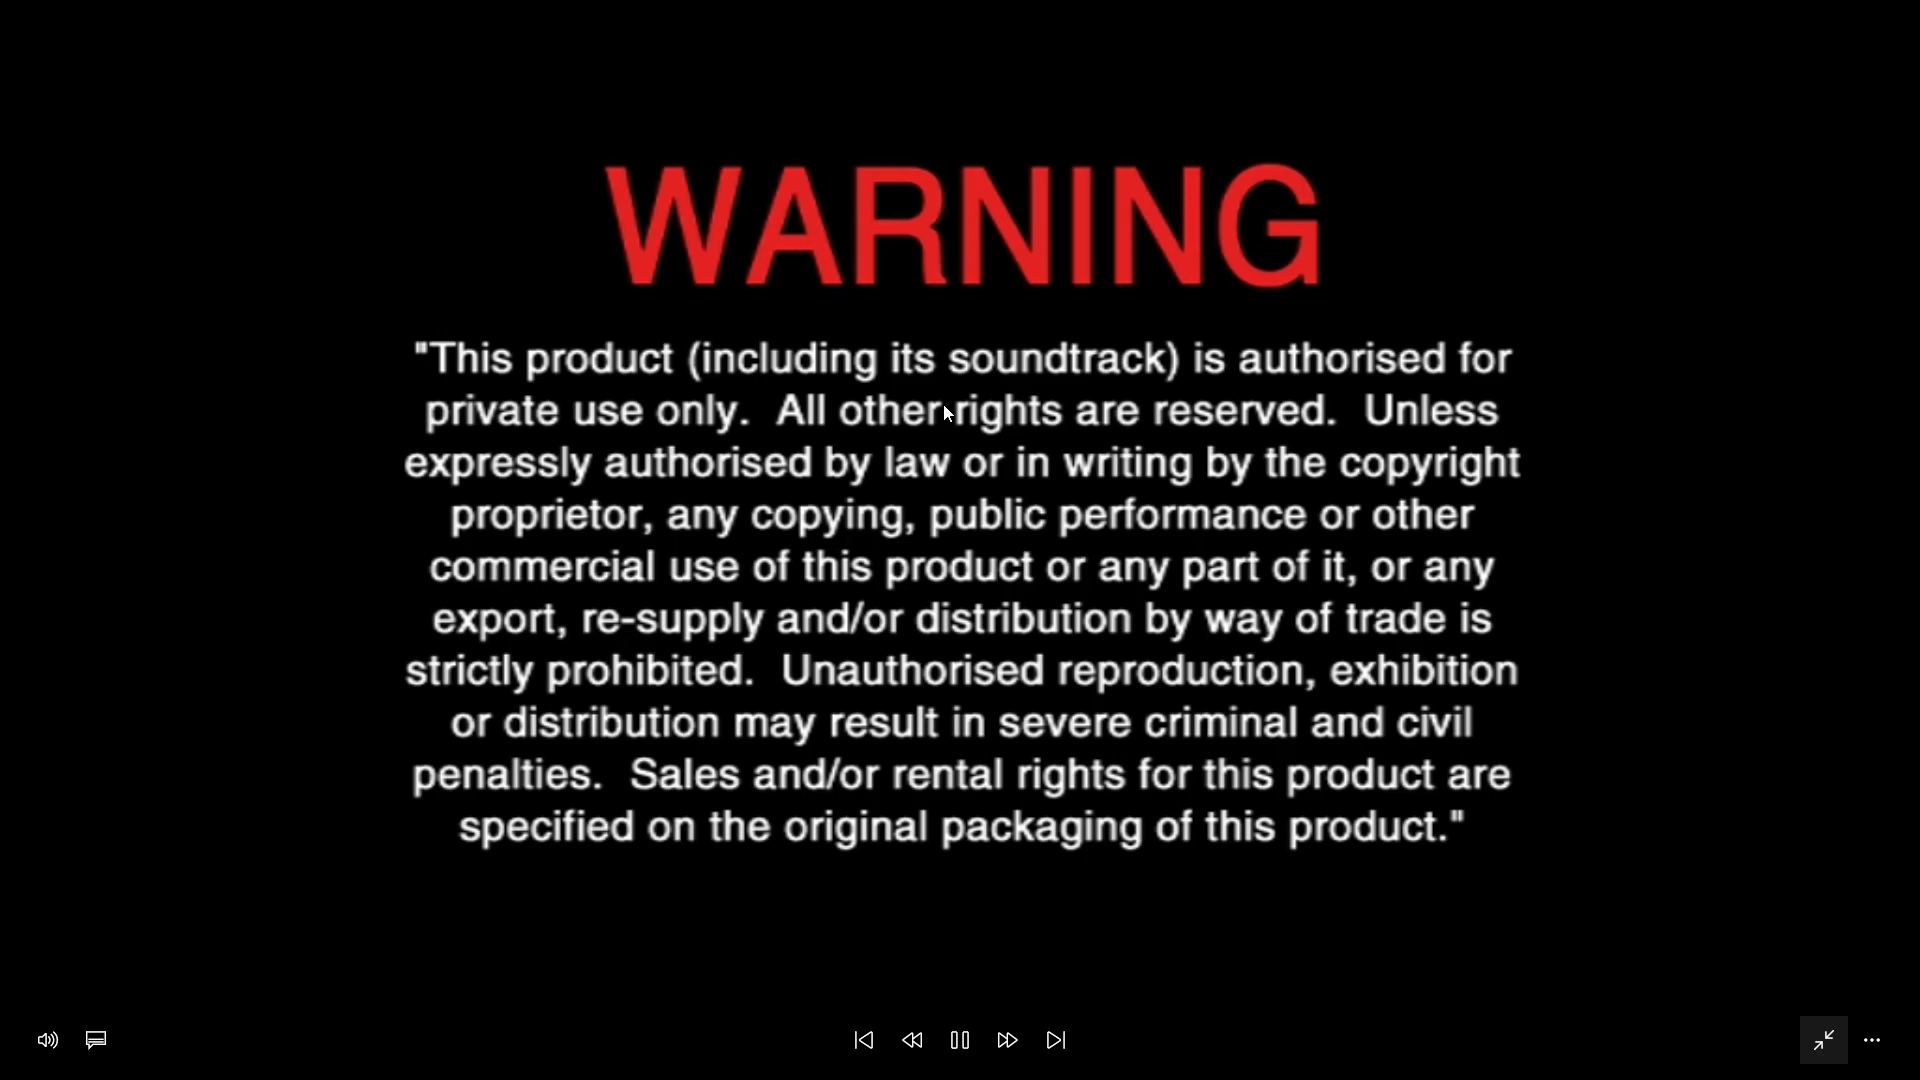 WARNING
"This product (including its soundtrack) is authorised for
private use only.  All other rights are reserved.  Unless
expressly authorised by law or in writing by the copyright
proprietor, any copying, public performance or other
commercial use of this product or any part of it, or any
export, re-supply and/or distribution by way of trade is
strictly prohibited.  Unauthorised reproduction, exhibition
or distribution may result in severe criminal and civil
penalties.  Sales and/or rental rights for this product are
specified on the original packaging of this product."